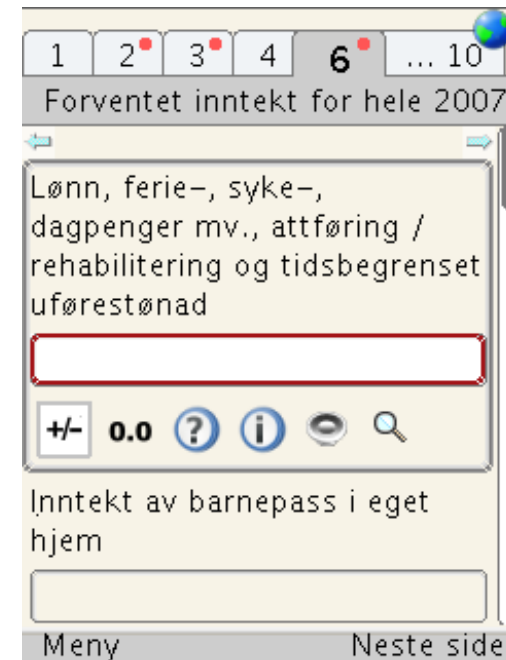 1 2 3 4 6 ... 10
Forventet inntekt for hele 2007
Lønn, ferie–, syke–,
dagpenger mv., attføring /
rehabilitering og tidsbegrenset
uførestønad
+/- 0.0 ? i
Inntekt av barnepass i eget
hjem
Meny Neste side